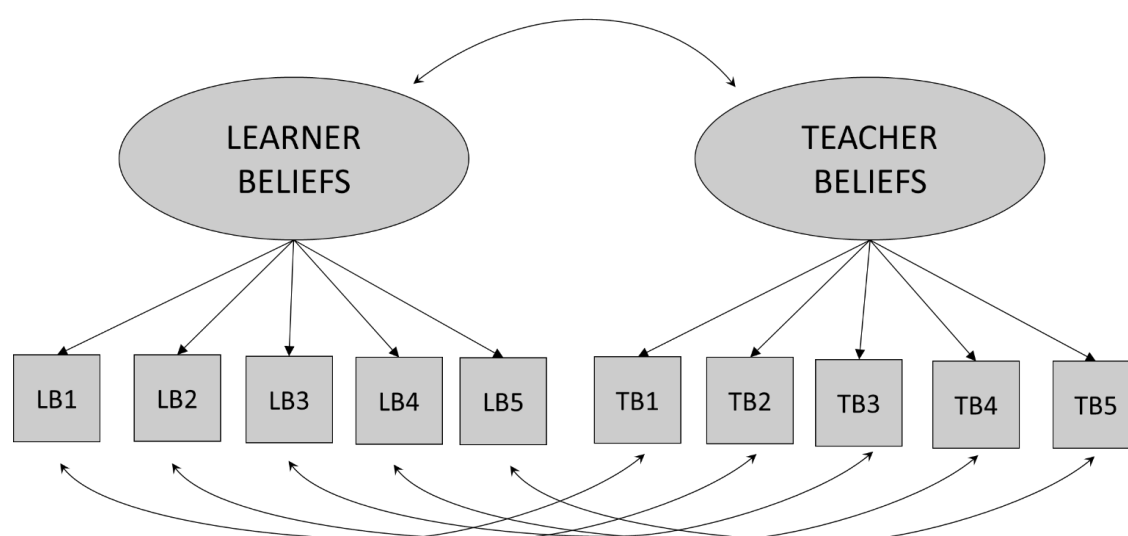 LEARNER
BELIEFS
TEACHER
BELIEFS
LB1
LB2
LB3
LB4
LB5
TB1
TB2
TB3
TB4
TB5